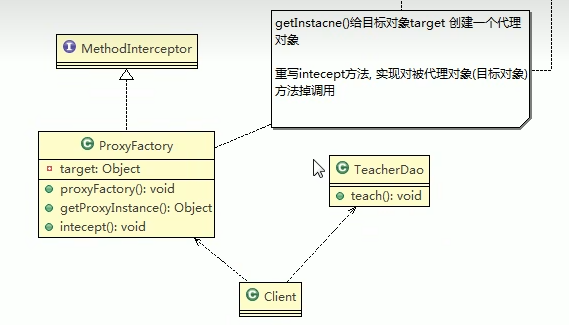 getInstacne()给目标对象target 创建一个代理
对象
重写intecept方法, 实现对被代理对象(目标对象)
方法掉调用
I MethodInterceptor
C ProxyFactory
target: Object
proxyFactory(): void
getProxyInstance(): Object
intecept(): void
C TeacherDao
teach(): void
C Client